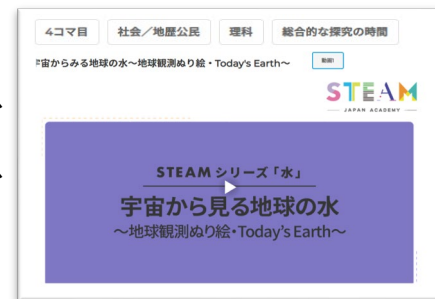 4コマ目 社会/地歴公民 理科 総合的な探究の時間
宙からみる地球の水〜地球観測ぬり絵・Today's Earth〜
STEAM
JAPAN ACADEMY
STEAMシリーズ「水」
宇宙から見る地球の水
〜地球観測ぬり絵・Today's Earth〜